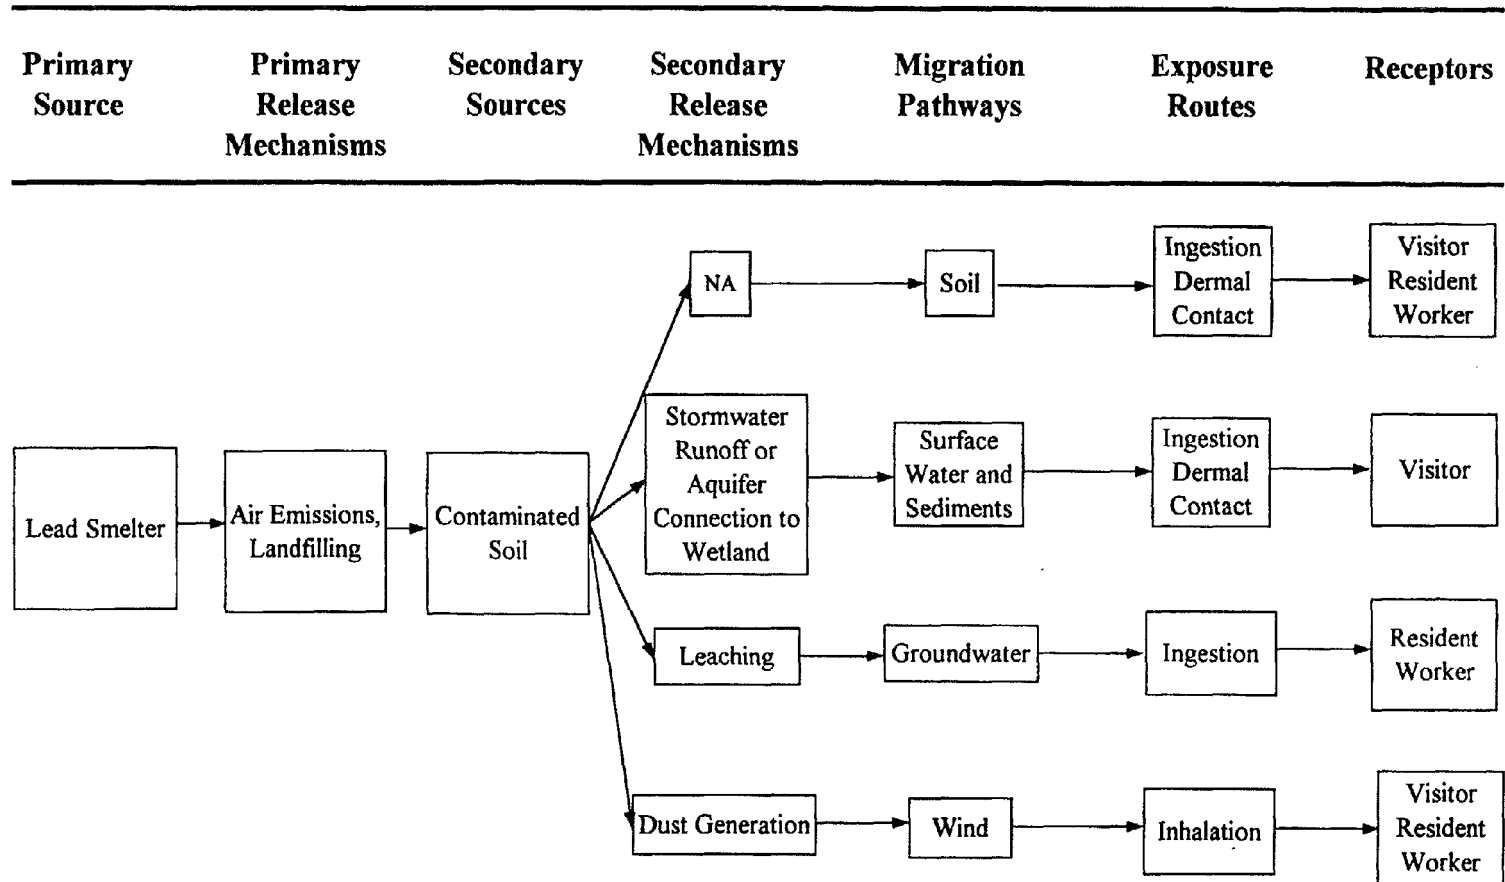 Primary
Source
Primary
Release
Mechanisms
Secondary
Sources
Secondary
Release
Mechanisms
Migration
Pathways
Exposure
Routes
Receptors
NA
Soil
Ingestion
Dermal
Contact
Visitor
Resident
Worker
Lead Smelter
Air Emissions,
Landfilling
Contaminated
Soil
Stormwater
Runoff or
Aquifer
Connection to
Wetland
Surface
Water and
Sediments
Ingestion
Dermal
Contact
Visitor
Leaching
Groundwater
Ingestion
Resident
Worker
Dust Generation
Wind
Inhalation
Visitor
Resident
Worker